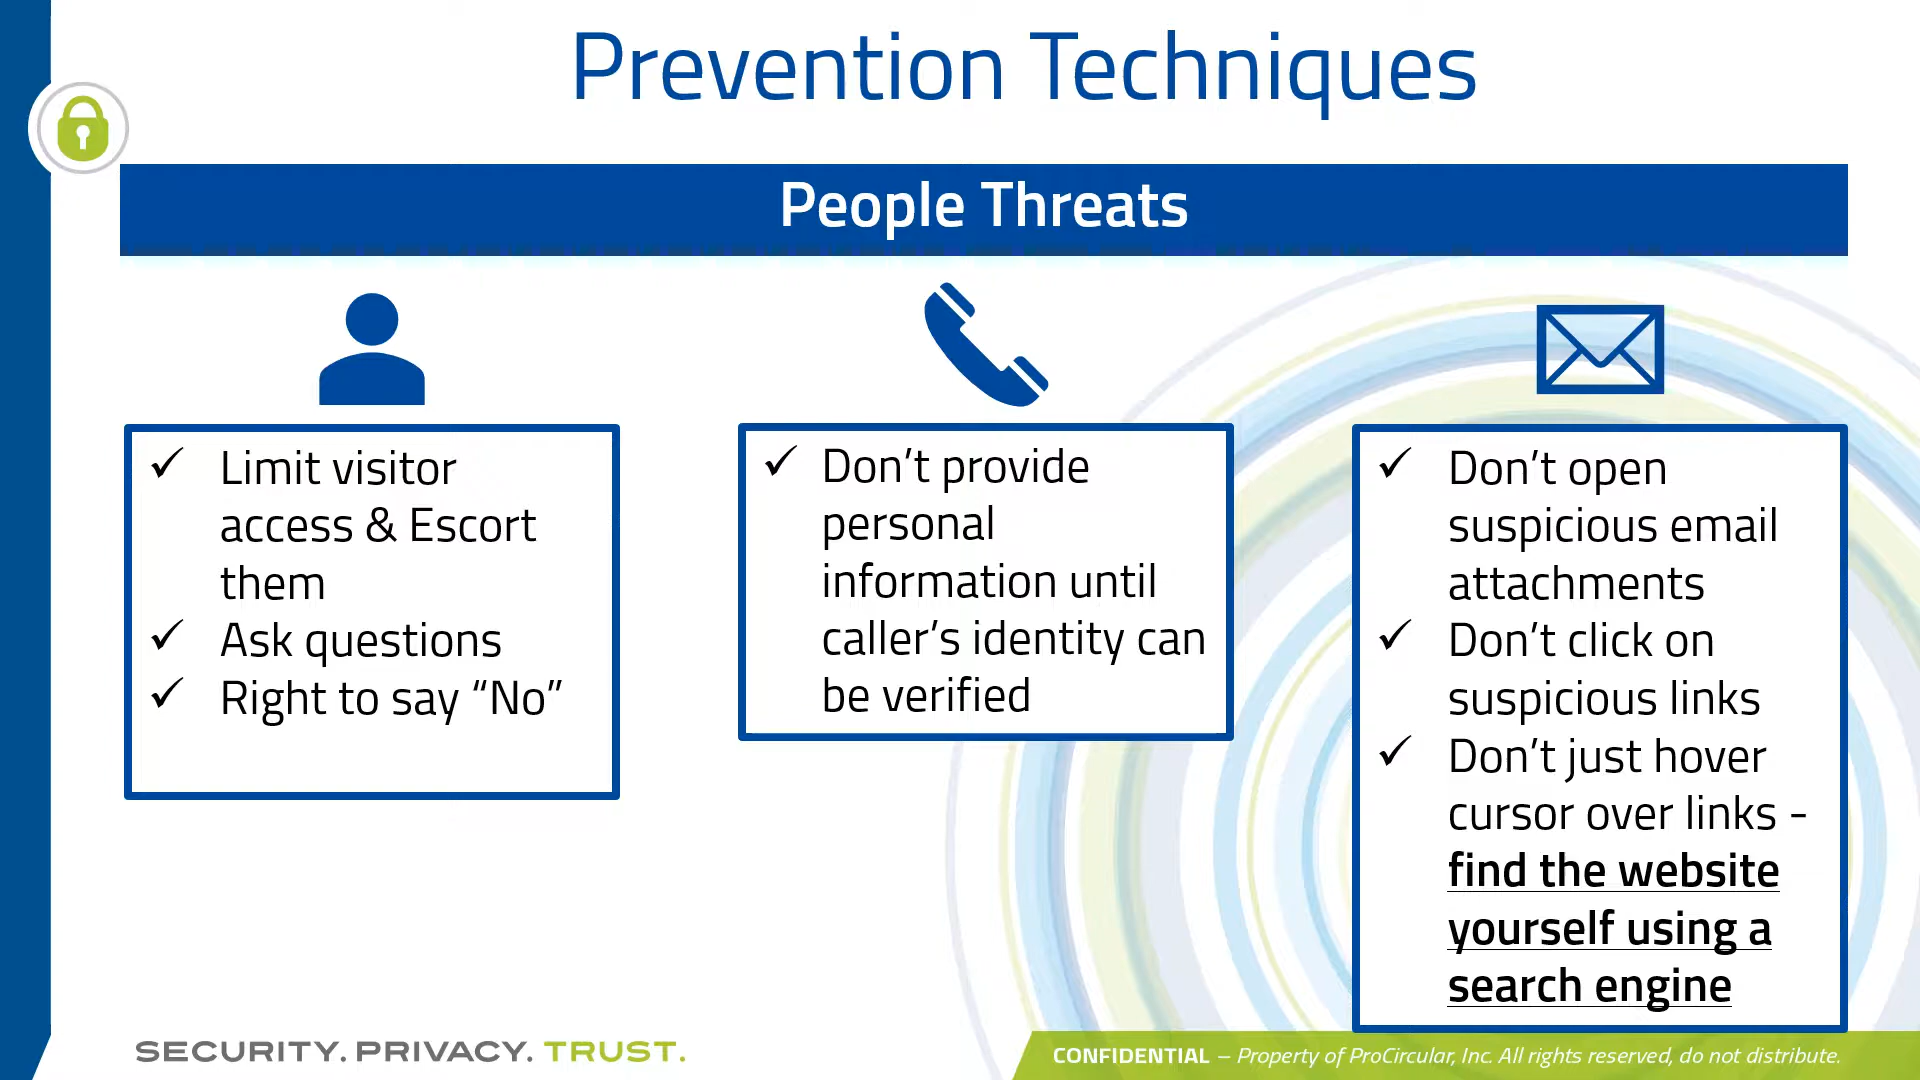 Prevention Techniques
People Threats
✓ Limit visitor
access & Escort
them
✓ Ask questions
✓ Right to say “No”
✓ Don’t provide
personal
information until
caller’s identity can
be verified
✓ Don’t open
suspicious email
attachments
✓ Don’t click on
suspicious links
✓ Don’t just hover
cursor over links -
find the website
yourself using a
search engine
SECURITY. PRIVACY. TRUST.
CONFIDENTIAL – Property of ProCircular, Inc. All rights reserved, do not distribute.